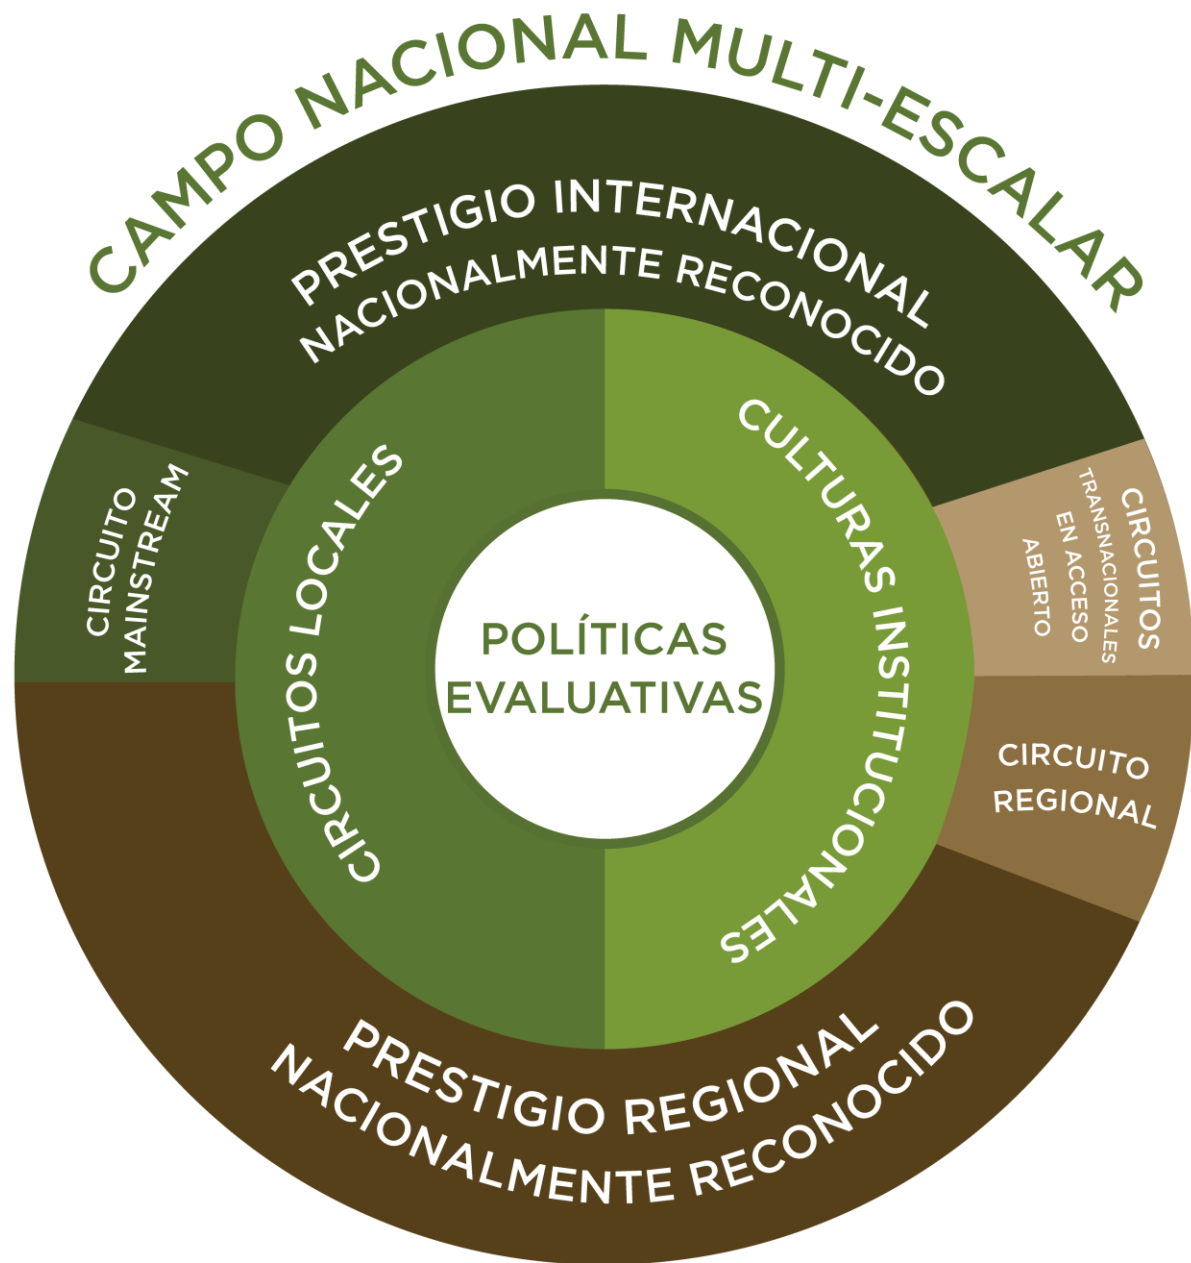 CAMPO NACIONAL MULTI-ESCALAR
PRESTIGIO INTERNACIONAL
NACIONALMENTE RECONOCIDO
CIRCUITO
MAINSTREAM
CIRCUITOS LOCALES
POLÍTICAS
EVALUATIVAS
CULTURAS INSTITUCIONALES
CIRCUITOS
TRANSNACIONALES
EN ACCESO
ABIERTO
CIRCUITO
REGIONAL
PRESTIGIO REGIONAL
NACIONALMENTE RECONOCIDO